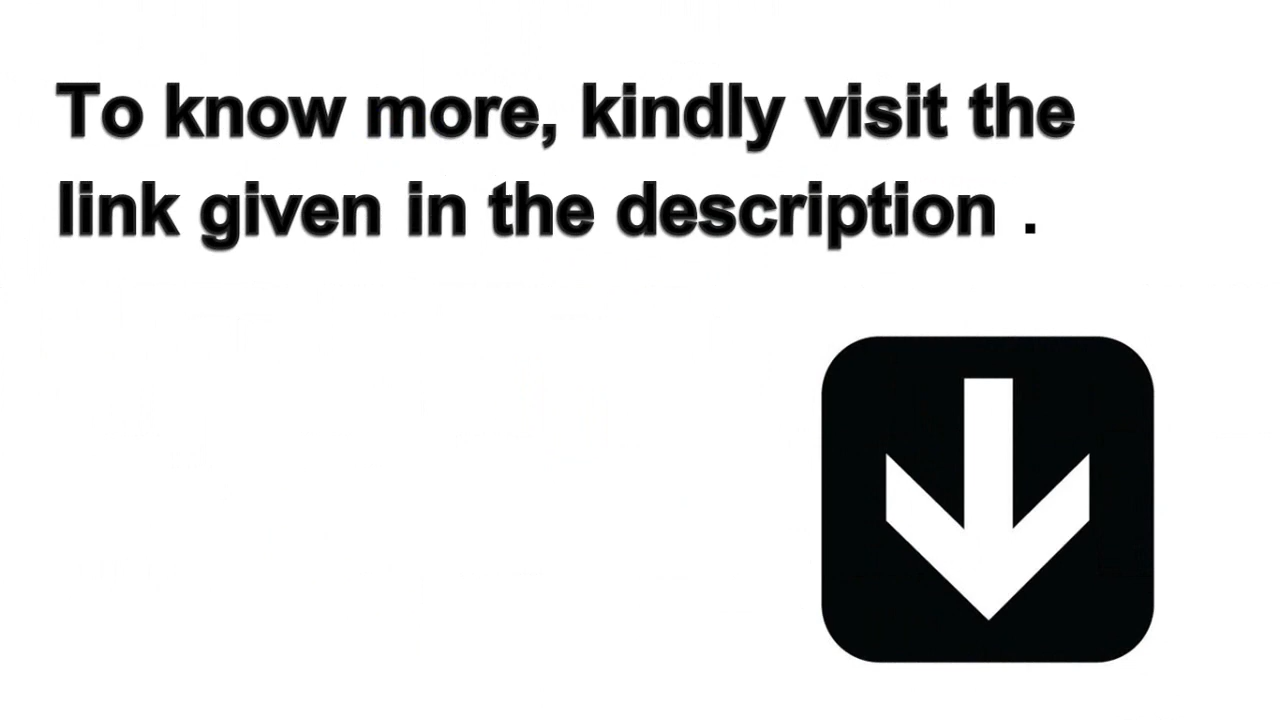 To know more, kindly visit the
link given in the description .